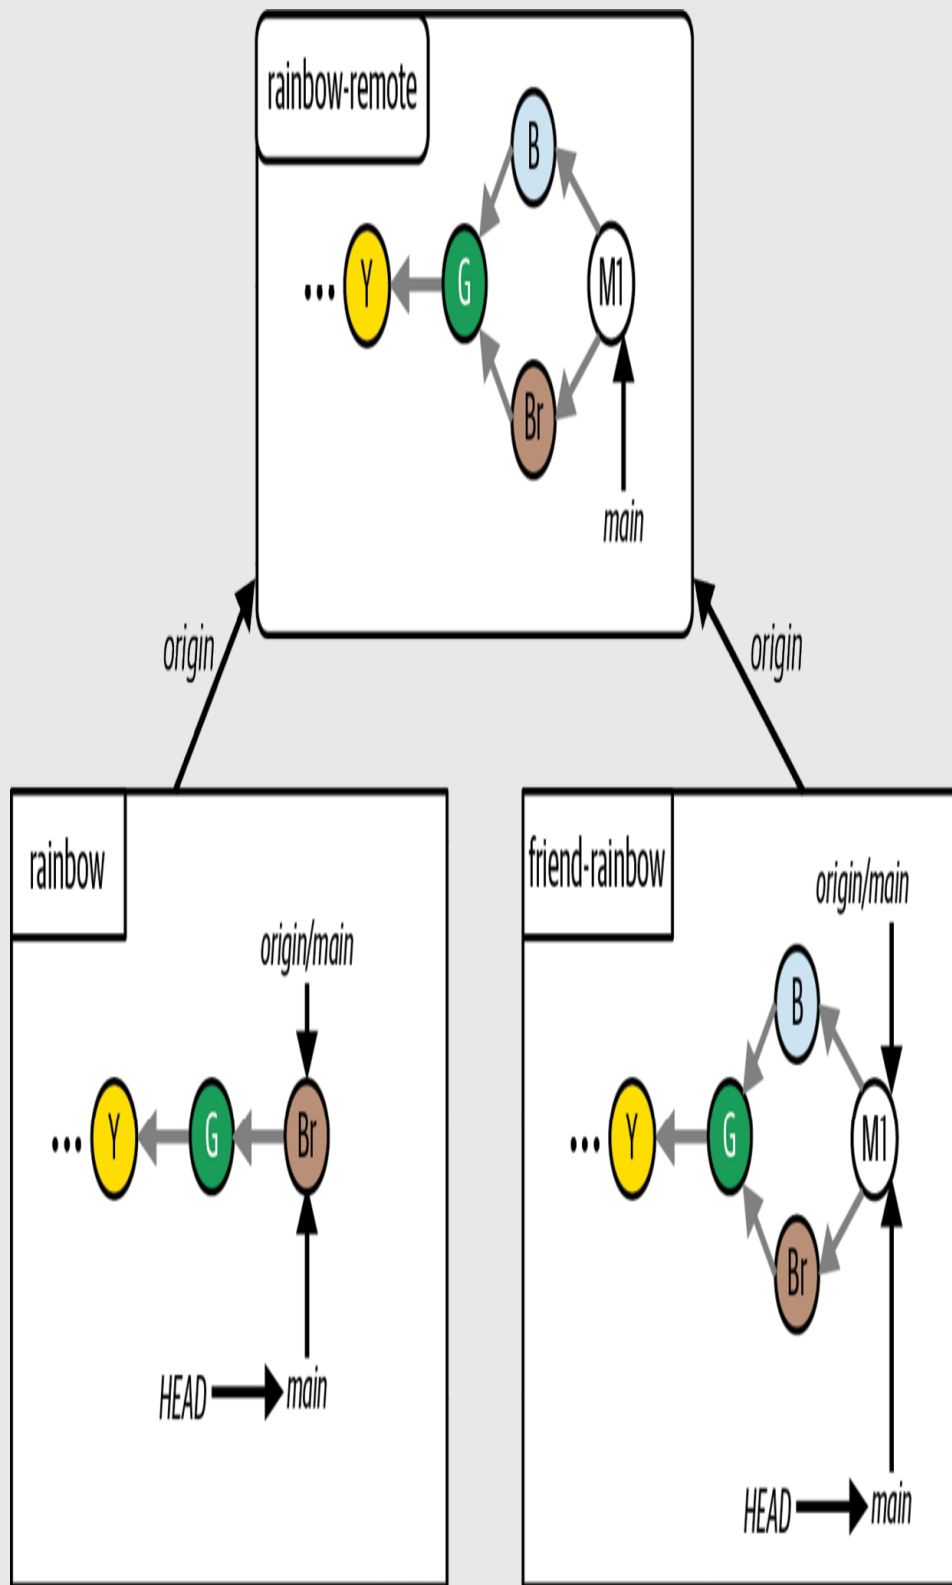 rainbow-remote
B
... Y
G
M1
Br
main
origin
origin
rainbow
origin/main
... Y
G
Br
HEAD
main
friend-rainbow
origin/main
B
... Y
G
M1
Br
HEAD
main